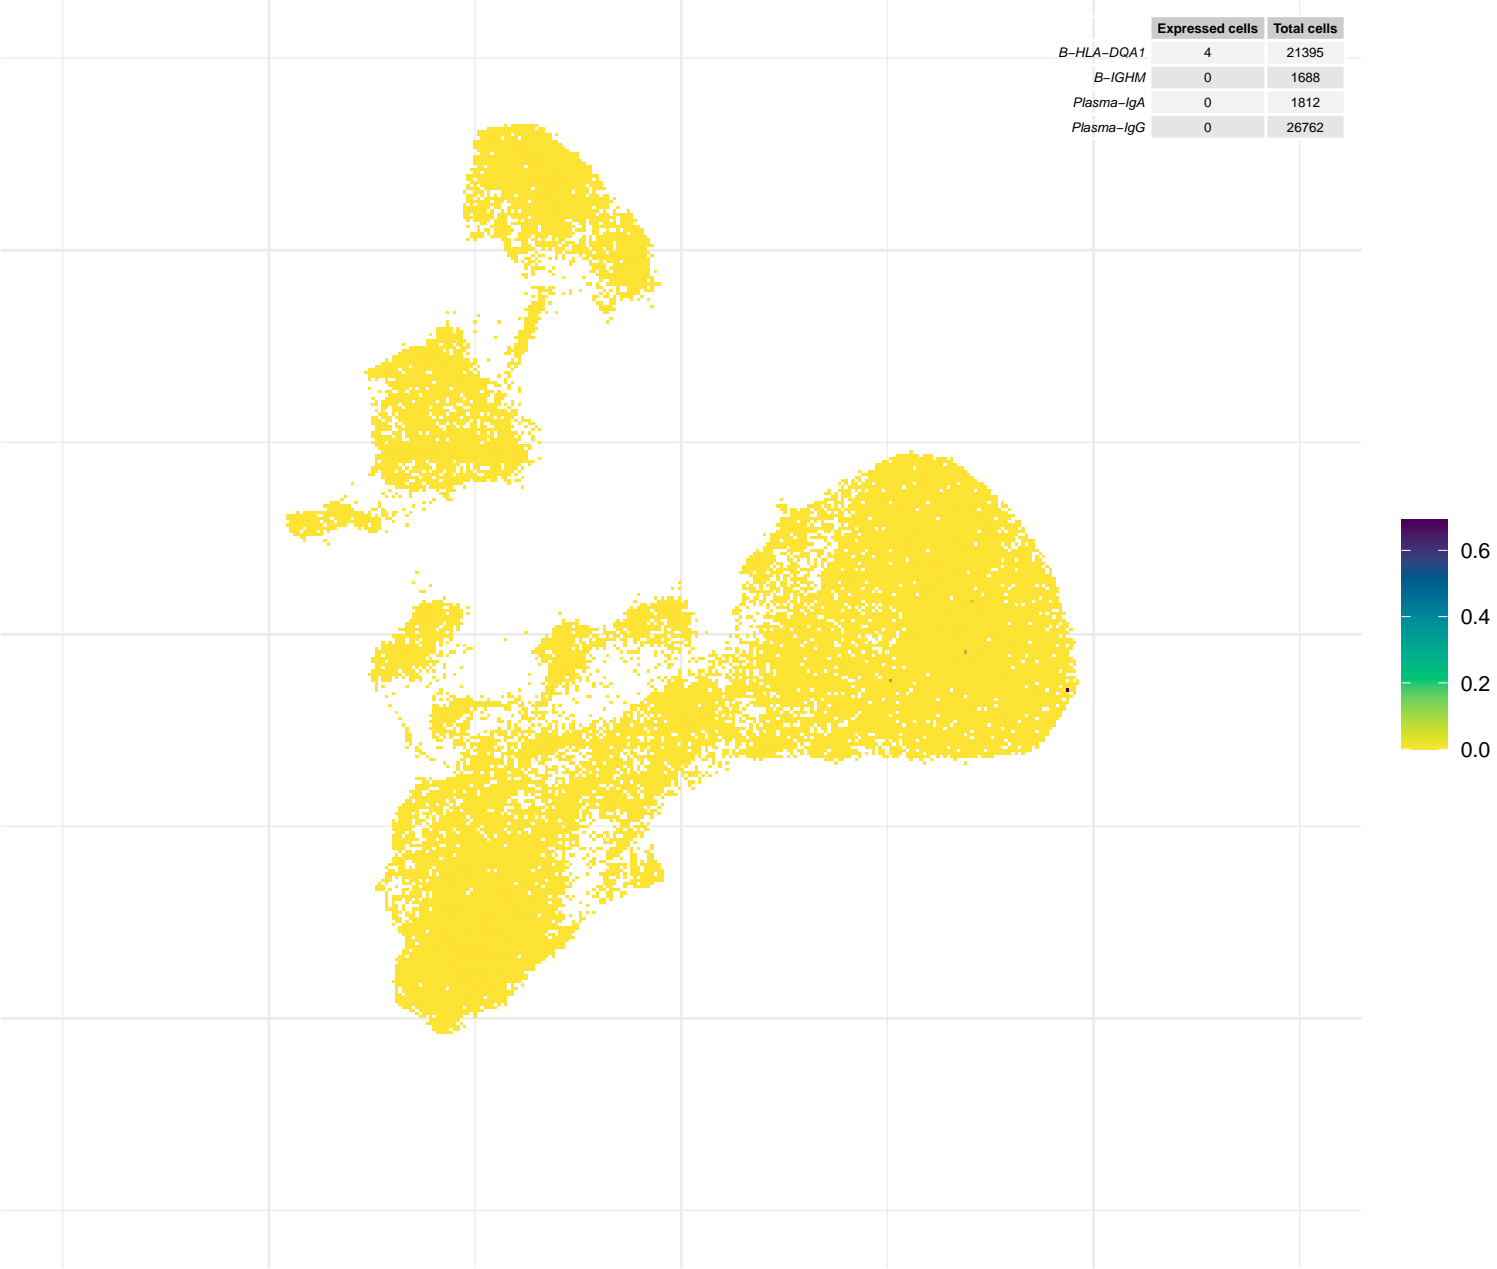 Expressed cells Total cells
B−HLA−DQA1 4 21395
B−IGHM 0 1688
Plasma−IgA 0 1812
Plasma−IgG 0 26762
0.6
0.4
0.2
0.0